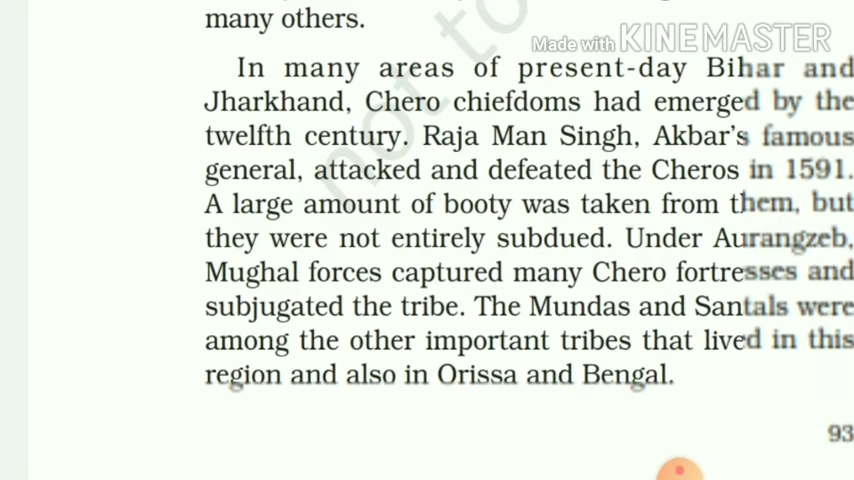 many others.
Made with KINEMASTER
In many areas of present-day Bihar and
Jharkhand, Chero chiefdoms had emerged by the
twelfth century. Raja Man Singh, Akbar's famous
general, attacked and defeated the Cheros in 1591.
A large amount of booty was taken from them, but
they were not entirely subdued. Under Aurangzeb,
Mughal forces captured many Chero fortresses and
subjugated the tribe. The Mundas and Santals were
among the other important tribes that lived in this
region and also in Orissa and Bengal.
93
not to